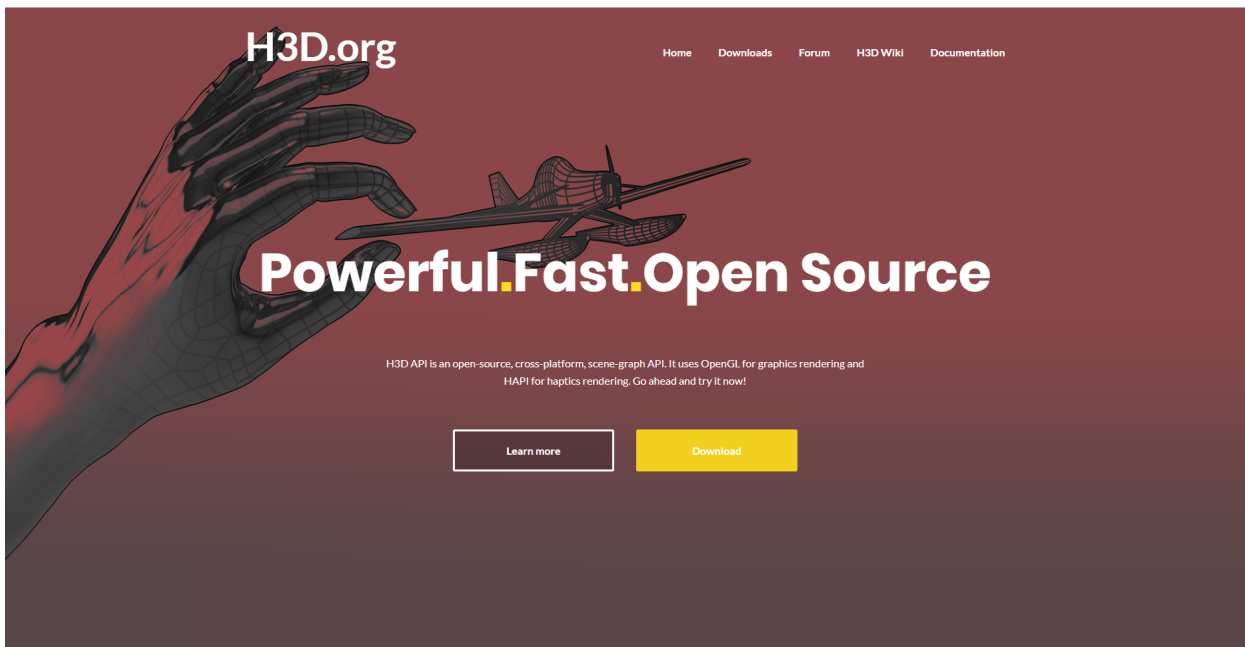 H3D.org
Home Downloads Forum H3D Wiki Documentation
Powerful.Fast.Open Source
H3D API is an open-source, cross-platform, scene-graph API. It uses OpenGL for graphics rendering and
HAPI for haptics rendering. Go ahead and try it now!
Learn more Download